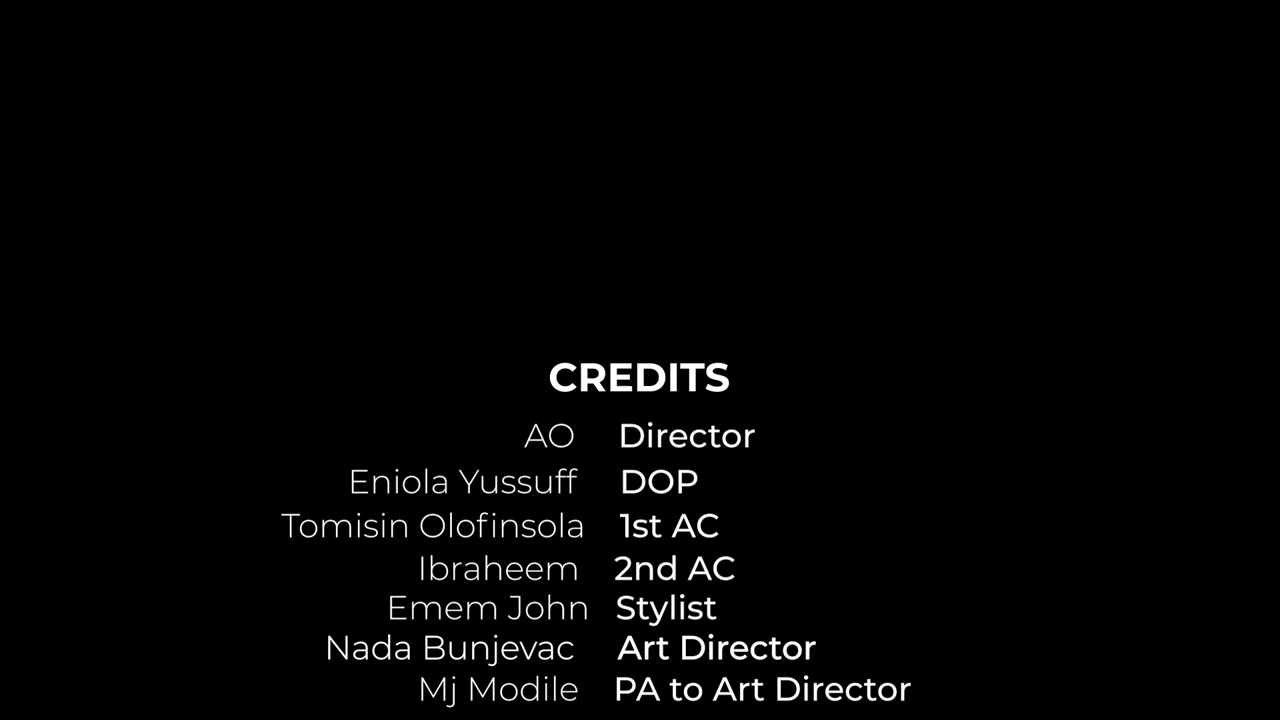 CREDITS
AO Director
Eniola Yussuff DOP
Tomisin Olofinsola 1st AC
Ibraheem 2nd AC
Emem John Stylist
Nada Bunjevac Art Director
Mj Modile PA to Art Director